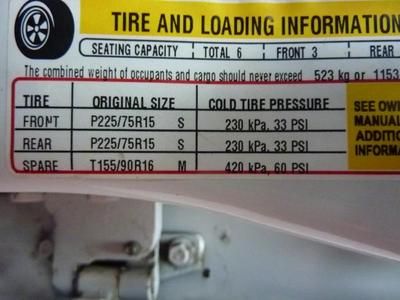 TIRE AND LOADING INFORMATION
SEATING CAPACITY TOTAL 6 FRONT 3 REAR
The combined weight of occupants and cargo should never exceed 523 kg or 1153
TIRE ORIGINAL SIZE COLD TIRE PRESSURE
FRONT P225/75R15 S 230 kPa, 33 PSI
REAR P225/75R15 S 230 kPa, 33 PSI
SPARE T155/90R16 M 420 kPa, 60 PSI
SEE OWNE
MANUAL
ADDITIO
INFORMA